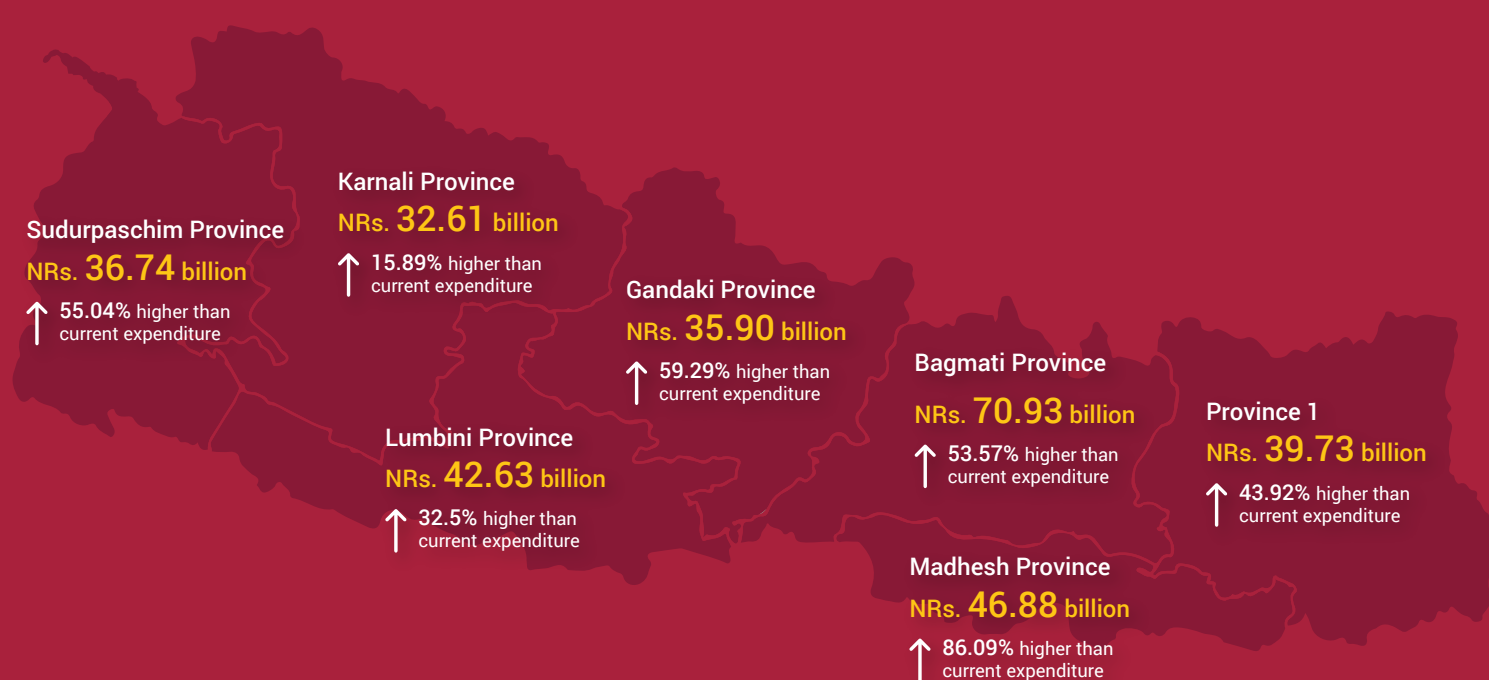 Karnali Province
NRs. 32.61 billion
15.89% higher than
current expenditure
Sudurpaschim Province
NRs. 36.74 billion
55.04% higher than
current expenditure
Gandaki Province
NRs. 35.90 billion
59.29% higher than
current expenditure
Bagmati Province
NRs. 70.93 billion
53.57% higher than
current expenditure
Province 1
NRs. 39.73 billion
43.92% higher than
current expenditure
Lumbini Province
NRs. 42.63 billion
32.5% higher than
current expenditure
Madhesh Province
NRs. 46.88 billion
86.09% higher than
current expenditure